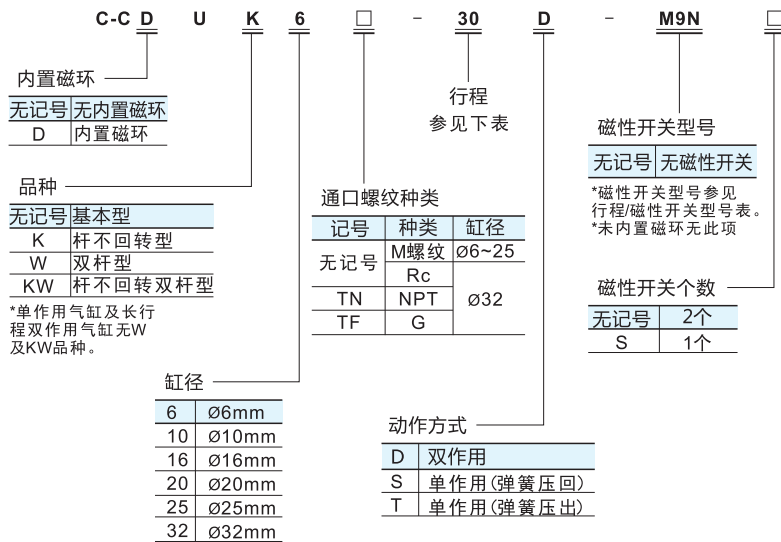 C-C D U K 6 □ - 30 D - M9N □
内置磁环
无记号 无内置磁环
D 内置磁环
品种
无记号 基本型
K 杆不回转型
W 双杆型
KW 杆不回转双杆型
*单作用气缸及长行
程双作用气缸无W
及KW品种。
缸径
6 Ø6mm
10 Ø10mm
16 Ø16mm
20 Ø20mm
25 Ø25mm
32 Ø32mm
通口螺纹种类
记号 种类 缸径
无记号 M螺纹 Ø6~25
Rc Ø32
TN NPT
TF G
行程
参见下表
动作方式
D 双作用
S 单作用(弹簧压回)
T 单作用(弹簧压出)
磁性开关型号
无记号 无磁性开关
*磁性开关型号参见
行程/磁性开关型号表。
*未内置磁环无此项
磁性开关个数
无记号 2个
S 1个